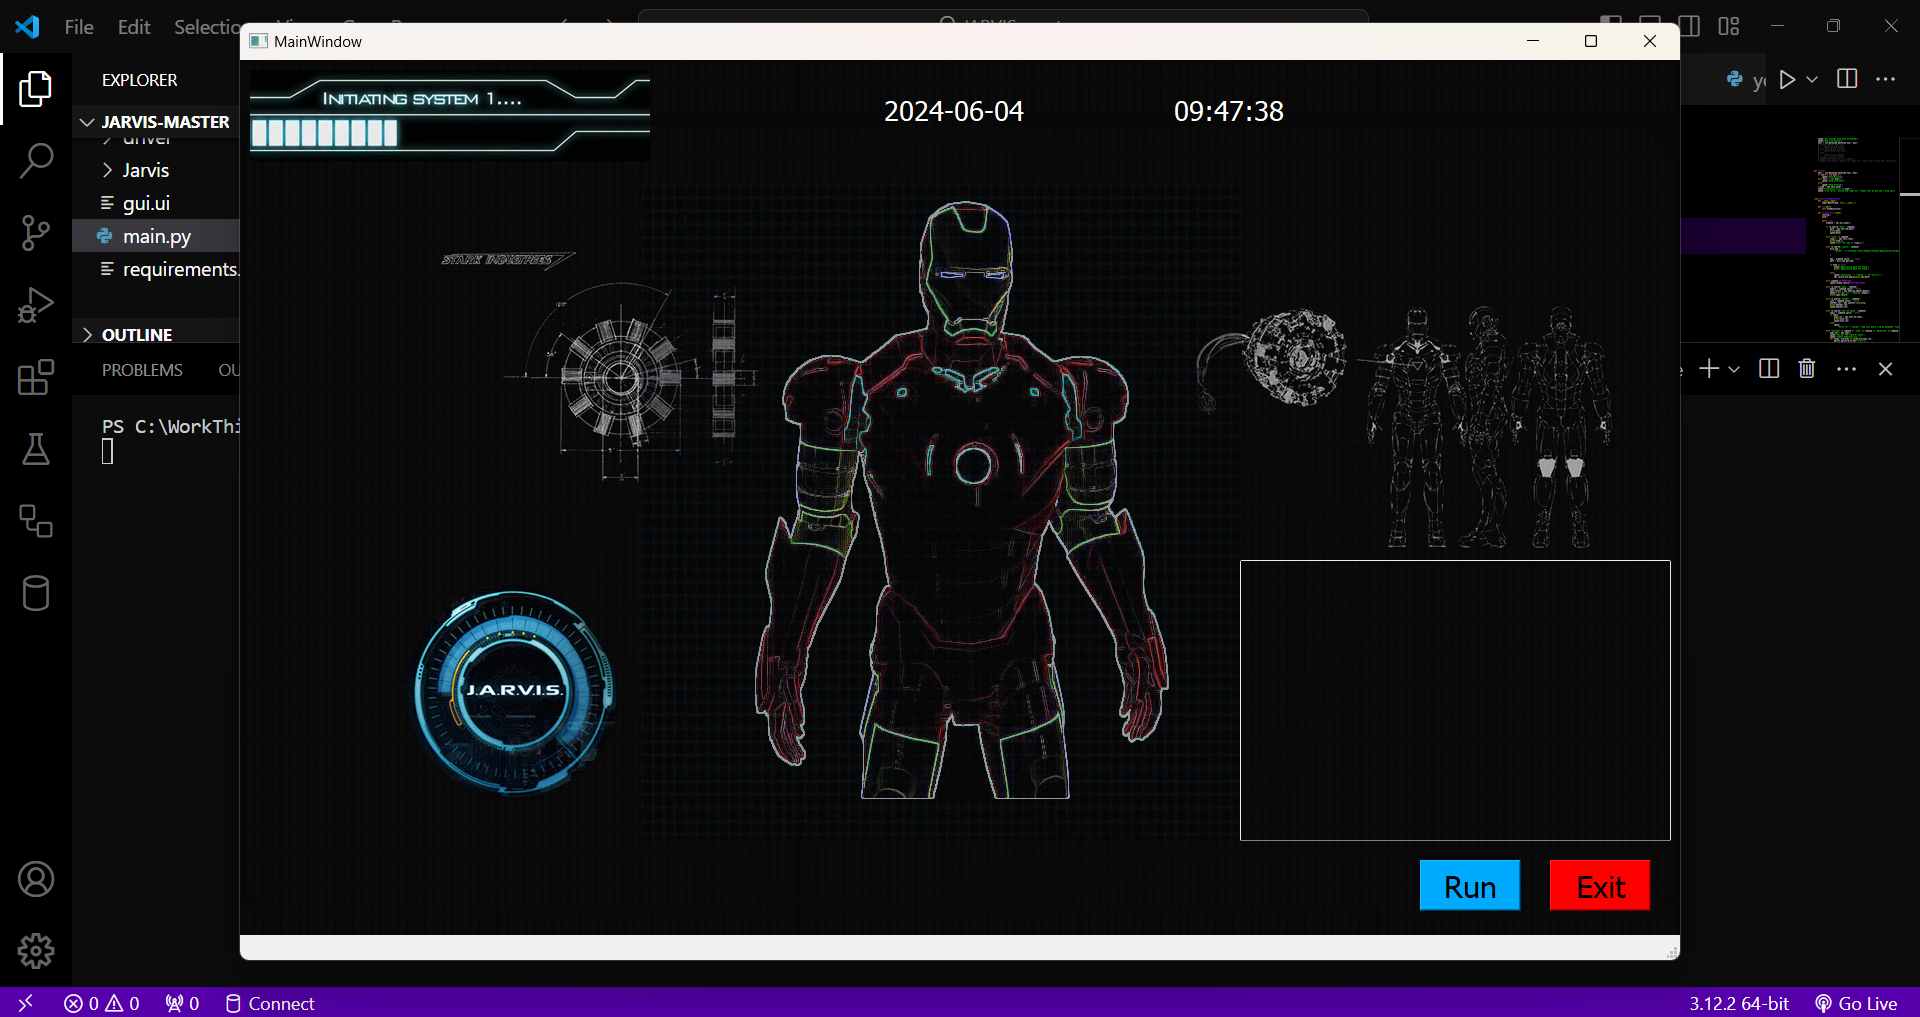 File Edit Selectio
MainWindow
EXPLORER
JARVIS-MASTER
Jarvis
gui.ui
main.py
requirements.
OUTLINE
PROBLEMS OU
PS C:\WorkThi
INITIATING SYSTEM 1....
2024-06-04 09:47:38
STARK INDUSTRIES
J.A.R.V.I.S.
Run Exit
0 0 0 Connect 3.12.2 64-bit Go Live